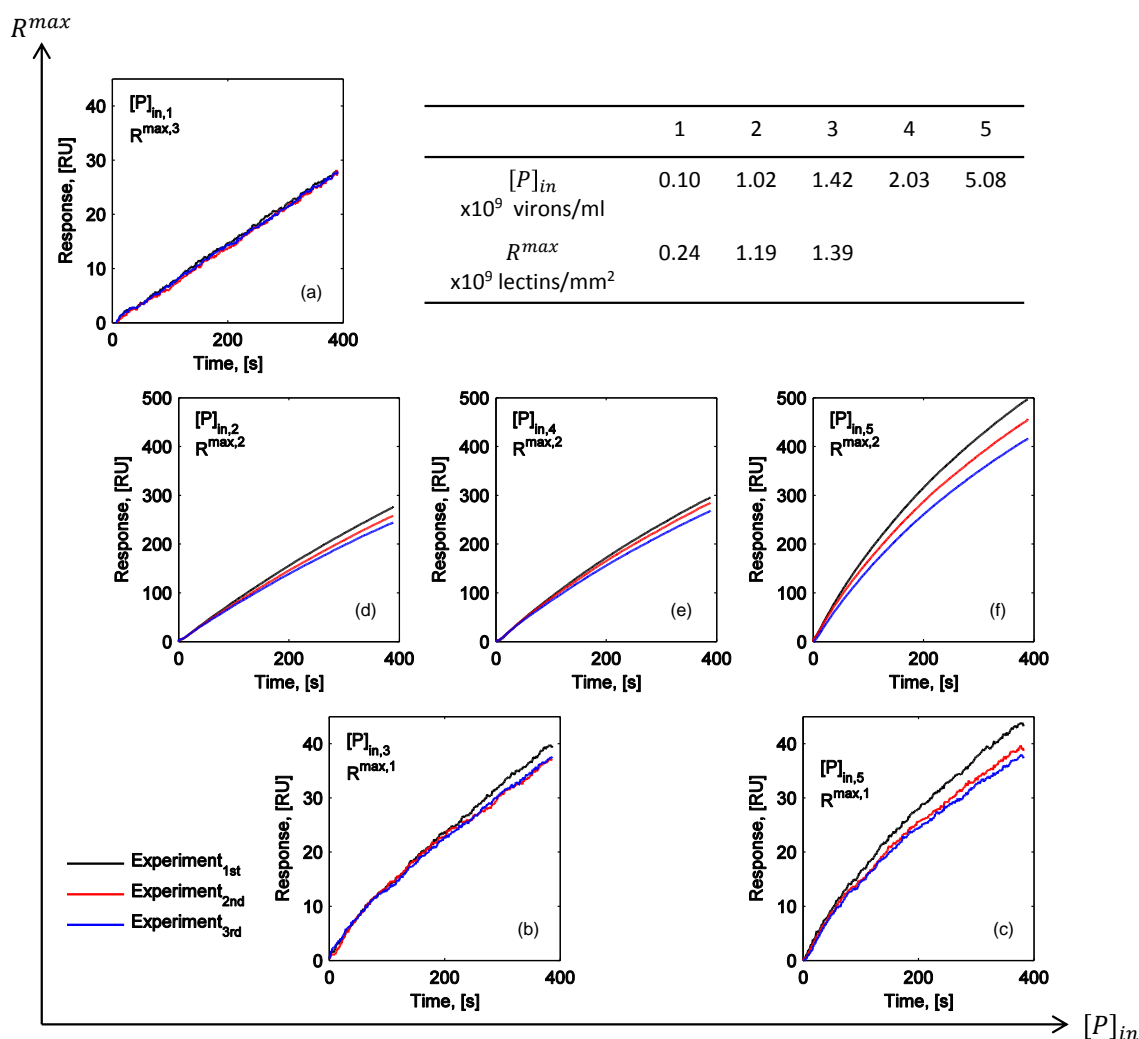 R^max
[P]in,1
R^max,3
40
30
20
10
0
Response, [RU]
(a)
0 200 400
Time, [s]
1 2 3 4 5
[P]in 0.10 1.02 1.42 2.03 5.08
x10^9 virons/ml
R^max 0.24 1.19 1.39
x10^9 lectins/mm^2
[P]in,2
R^max,2
500
400
300
200
100
0
Response, [RU]
(d)
0 200 400
Time, [s]
[P]in,4
R^max,2
500
400
300
200
100
0
Response, [RU]
(e)
0 200 400
Time, [s]
[P]in,5
R^max,2
500
400
300
200
100
0
Response, [RU]
(f)
0 200 400
Time, [s]
[P]in,3
R^max,1
40
30
20
10
0
Response, [RU]
(b)
0 200 400
Time, [s]
[P]in,5
R^max,1
40
30
20
10
0
Response, [RU]
(c)
0 200 400
Time, [s]
Experiment1st
Experiment2nd
Experiment3rd
[P]in